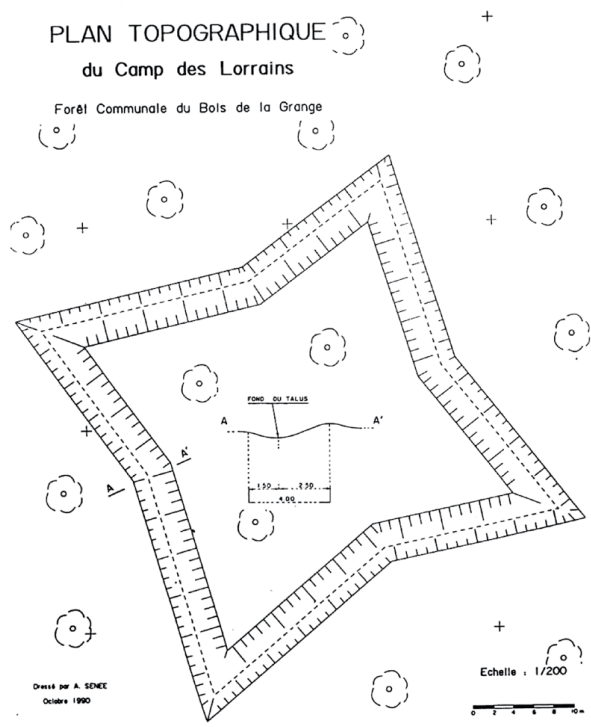 PLAN TOPOGRAPHIQUE
du Camp des Lorrains
Forêt Communale du Bois de la Grange
FOND DU TALUS
A
A'
A'
1.50
2.50
4.00
A
Echelle : 1/200
Dressé par A. SENEE
Octobre 1990
0 2 4 6 8 10 m